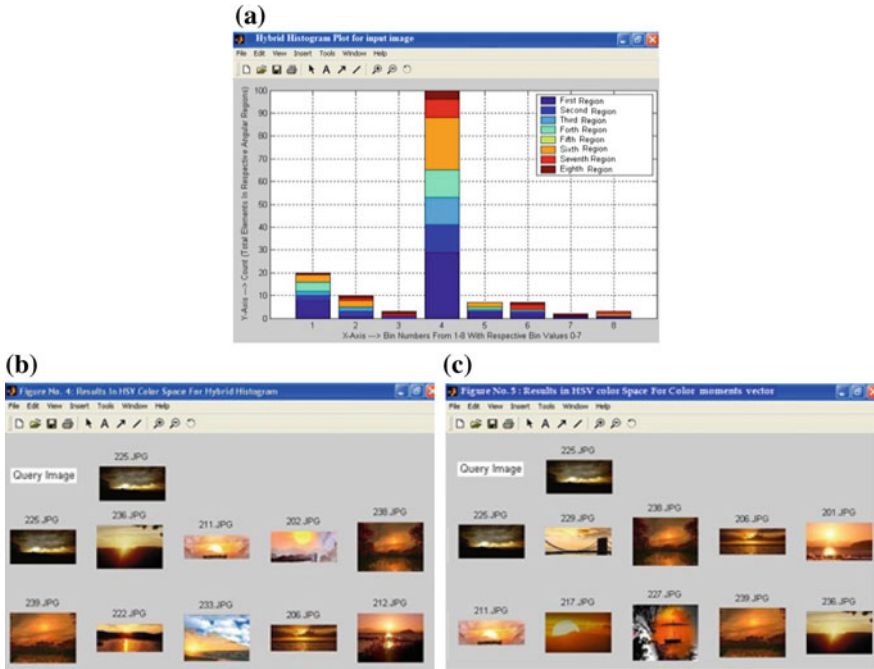 (a)
Hybrid Histogram Plot for input image
File Edit View Insert Tools Window Help
Y-Axis ---> Count (Total Elements In Respective Angular Regions)
100
90
80
70
60
50
40
30
20
10
0
First Region
Second Region
Third Region
Forth Region
Fifth Region
Sixth Region
Seventh Region
Eighth Region
1 2 3 4 5 6 7 8
X-Axis ---> Bin Numbers From 1-8 With Respective Bin Values 0-7
(b)
Figure No. 4: Results In HSV Color Space For Hybrid Histogram
File Edit View Insert Tools Window Help
225.JPG
Query Image
225.JPG 236.JPG 211.JPG 202.JPG 238.JPG
239.JPG 222.JPG 233.JPG 206.JPG 212.JPG
(c)
Figure No.5 : Results in HSV color Space For Color moments vector
File Edit View Insert Tools Window Help
225.JPG
Query Image
225.JPG 229.JPG 238.JPG 206.JPG 201.JPG
211.JPG 217.JPG 227.JPG 239.JPG 236.JPG